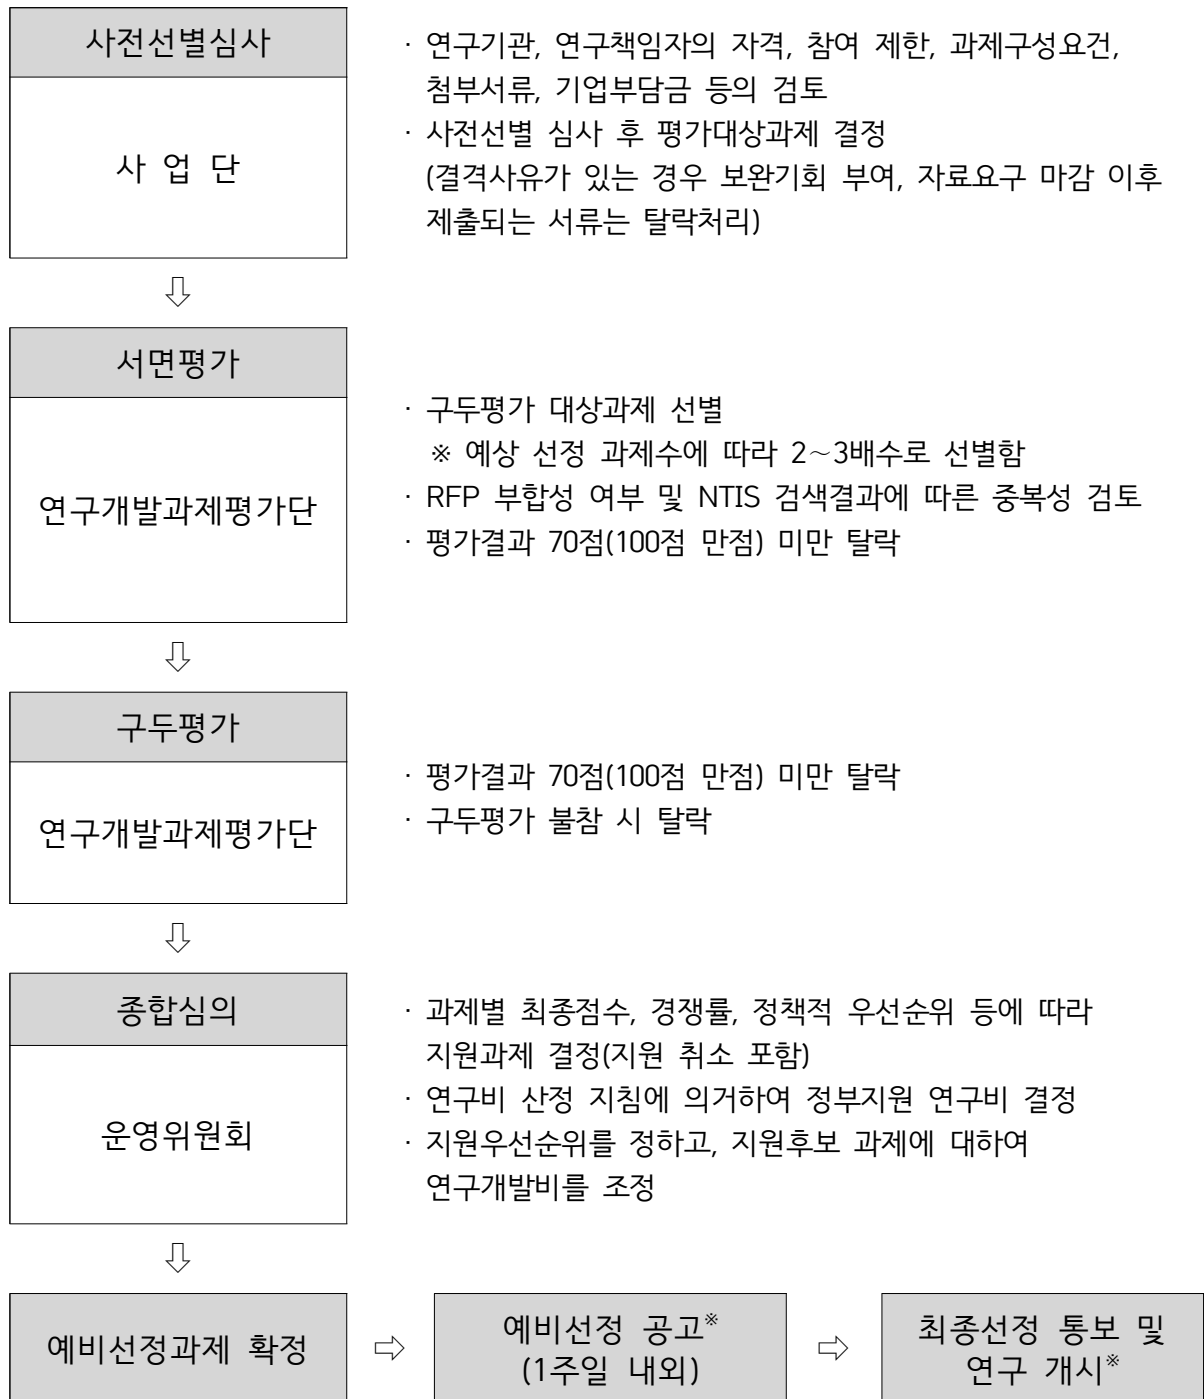 사전선별심사
사 업 단
· 연구기관, 연구책임자의 자격, 참여 제한, 과제구성요건,
첨부서류, 기업부담금 등의 검토
· 사전선별 심사 후 평가대상과제 결정
(결격사유가 있는 경우 보완기회 부여, 자료요구 마감 이후
제출되는 서류는 탈락처리)
⇩
서면평가
연구개발과제평가단
· 구두평가 대상과제 선별
※ 예상 선정 과제수에 따라 2~3배수로 선별함
· RFP 부합성 여부 및 NTIS 검색결과에 따른 중복성 검토
· 평가결과 70점(100점 만점) 미만 탈락
⇩
구두평가
연구개발과제평가단
· 평가결과 70점(100점 만점) 미만 탈락
· 구두평가 불참 시 탈락
⇩
종합심의
운영위원회
· 과제별 최종점수, 경쟁률, 정책적 우선순위 등에 따라
지원과제 결정(지원 취소 포함)
· 연구비 산정 지침에 의거하여 정부지원 연구비 결정
· 지원우선순위를 정하고, 지원후보 과제에 대하여
연구개발비를 조정
⇩
예비선정과제 확정
⇨
예비선정 공고※
(1주일 내외)
⇨
최종선정 통보 및
연구 개시※